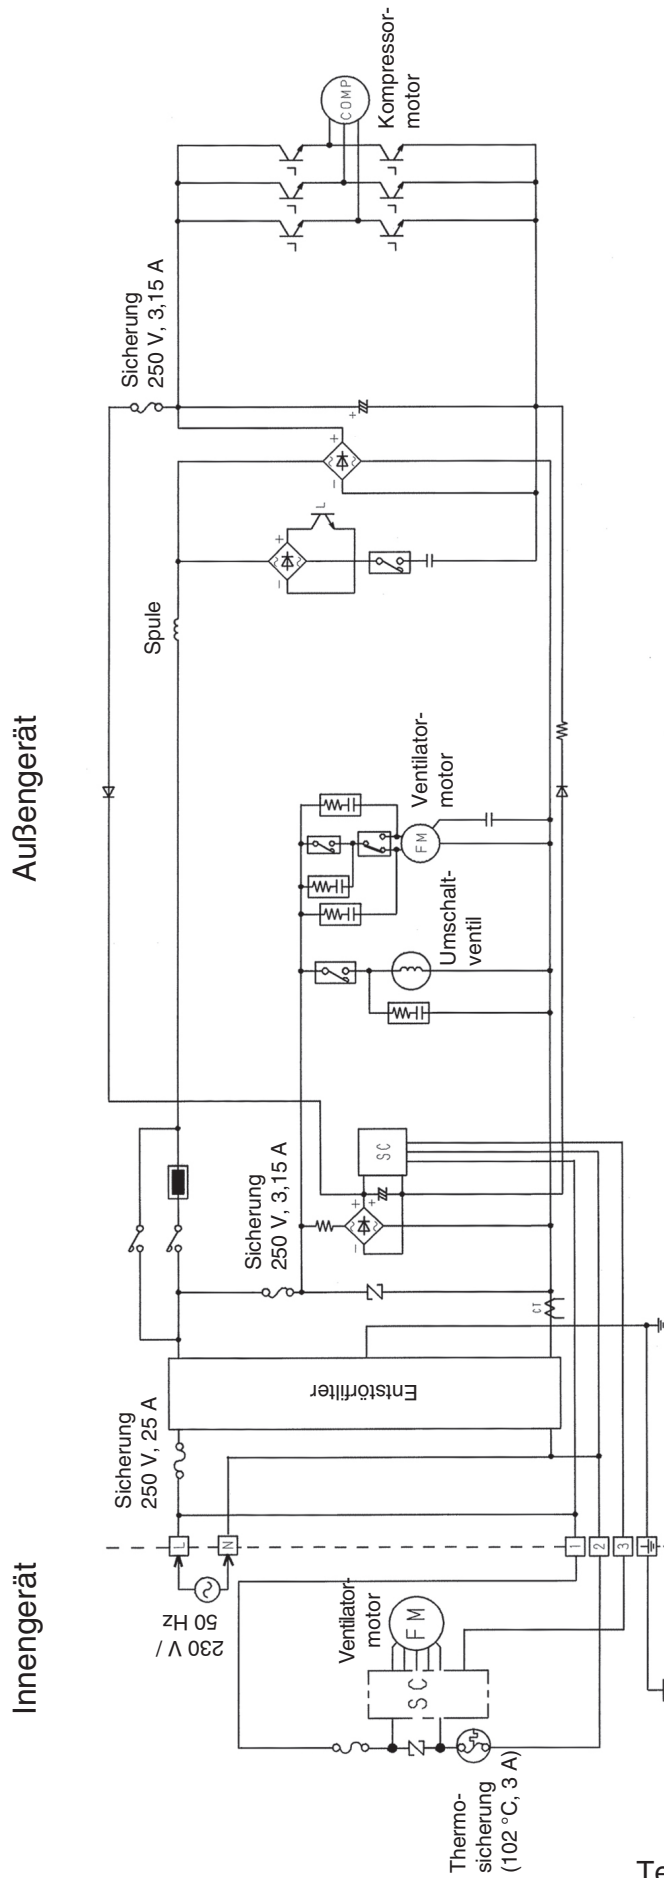 Innengerät
Außengerät
230 V /
50 Hz
L
N
Sicherung
250 V, 25 A
Entstörfilter
Sicherung
250 V, 3,15 A
CT
SC
Spule
Sicherung
250 V, 3,15 A
COMP
Kompressor-
motor
Umschalt-
ventil
FM
Ventilator-
motor
Ventilator-
motor
FM
SC
Thermo-
sicherung
(102 °C, 3 A)
1
2
3
Te